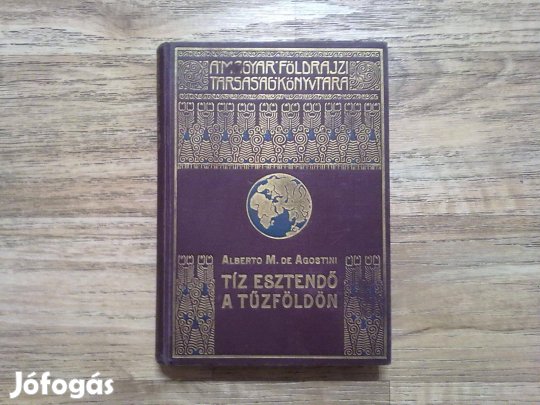 A MAGYAR FÖLDRAJZI
TÁRSASÁG KÖNYVTÁRA
ALBERTO M. DE AGOSTINI
TÍZ ESZTENDŐ
A TŰZFÖLDÖN
Jófogás